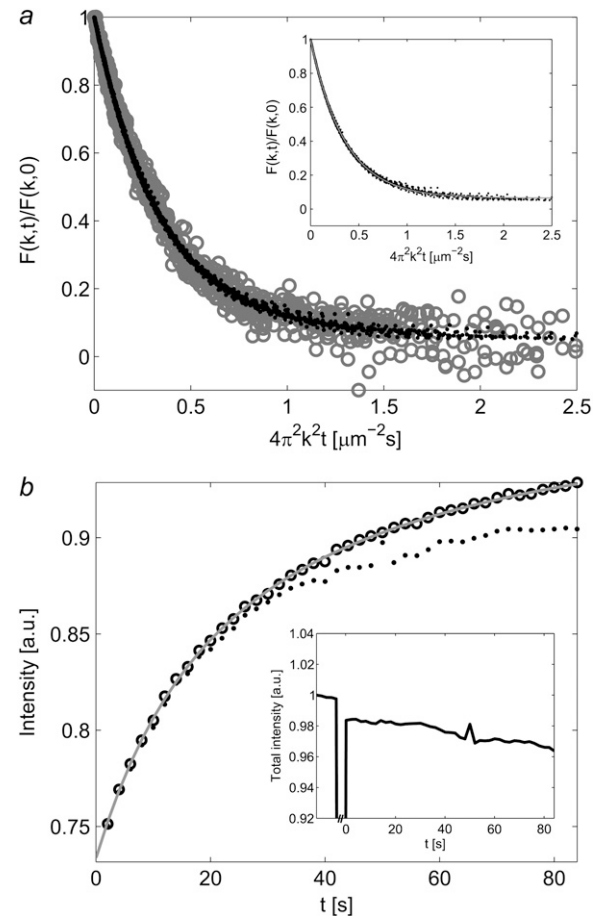 a
F(k,t)/F(k,0)
1
0.8
0.6
0.4
0.2
0
0 0.5 1 1.5 2 2.5
4π²k²t [μm⁻²s]
F(k,t)/F(k,0)
1
0.8
0.6
0.4
0.2
0
0 0.5 1 1.5 2 2.5
4π²k²t [μm⁻²s]
b
Intensity [a.u.]
0.9
0.85
0.8
0.75
0 20 40 60 80
t [s]
Total intensity [a.u.]
1.04
1.02
1
0.98
0.96
0.94
0.92
0 20 40 60 80
t [s]